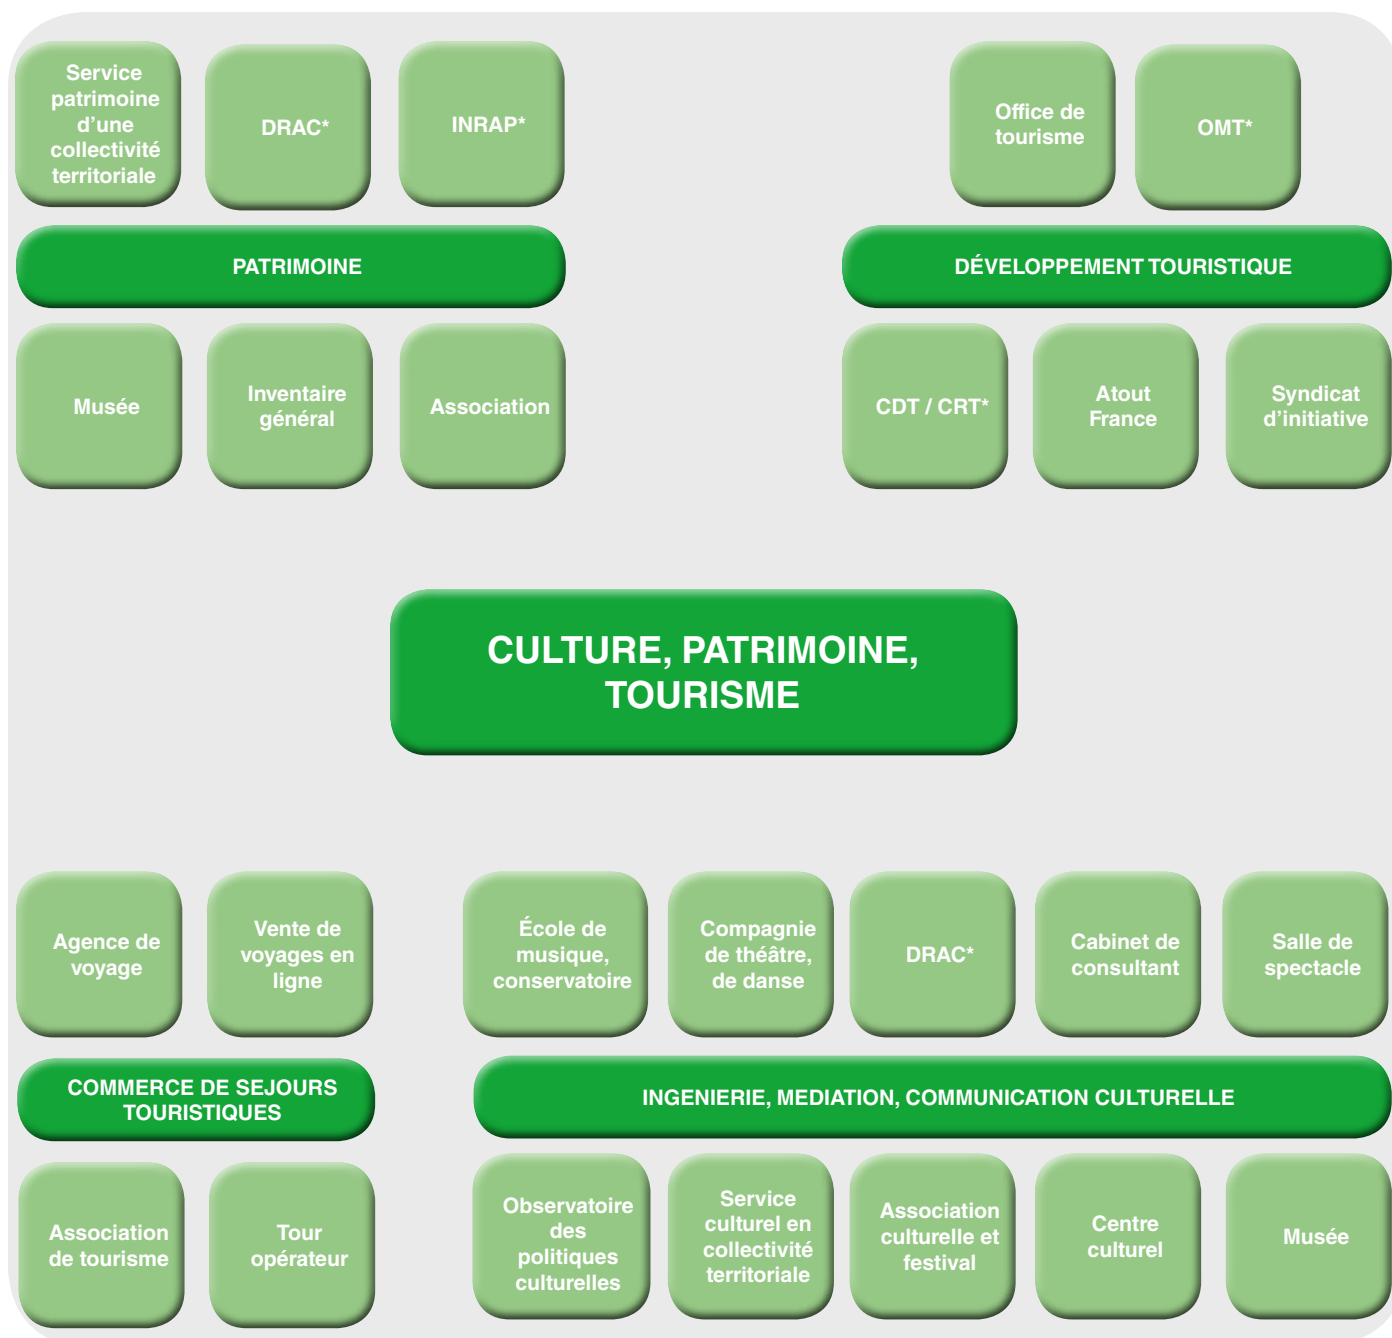 Service
patrimoine
d'une
collectivité
territoriale
DRAC*
INRAP*
Office de
tourisme
OMT*
PATRIMOINE
DÉVELOPPEMENT TOURISTIQUE
Musée
Inventaire
général
Association
CDT / CRT*
Atout
France
Syndicat
d'initiative
CULTURE, PATRIMOINE,
TOURISME
Agence de
voyage
Vente de
voyages en
ligne
École de
musique,
conservatoire
Compagnie
de théâtre,
de danse
DRAC*
Cabinet de
consultant
Salle de
spectacle
COMMERCE DE SEJOURS
TOURISTIQUES
INGENIERIE, MEDIATION, COMMUNICATION CULTURELLE
Association
de tourisme
Tour
opérateur
Observatoire
des
politiques
culturelles
Service
culturel en
collectivité
territoriale
Association
culturelle et
festival
Centre
culturel
Musée